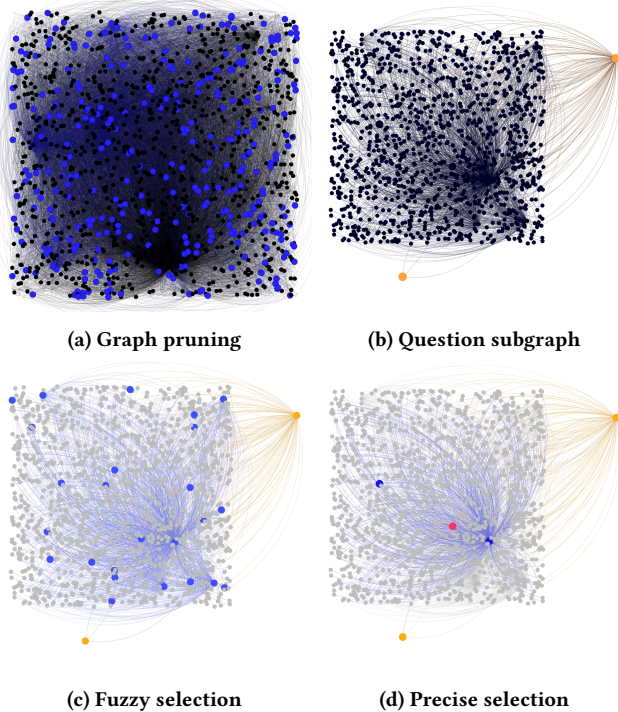 (a) Graph pruning
(b) Question subgraph
(c) Fuzzy selection
(d) Precise selection